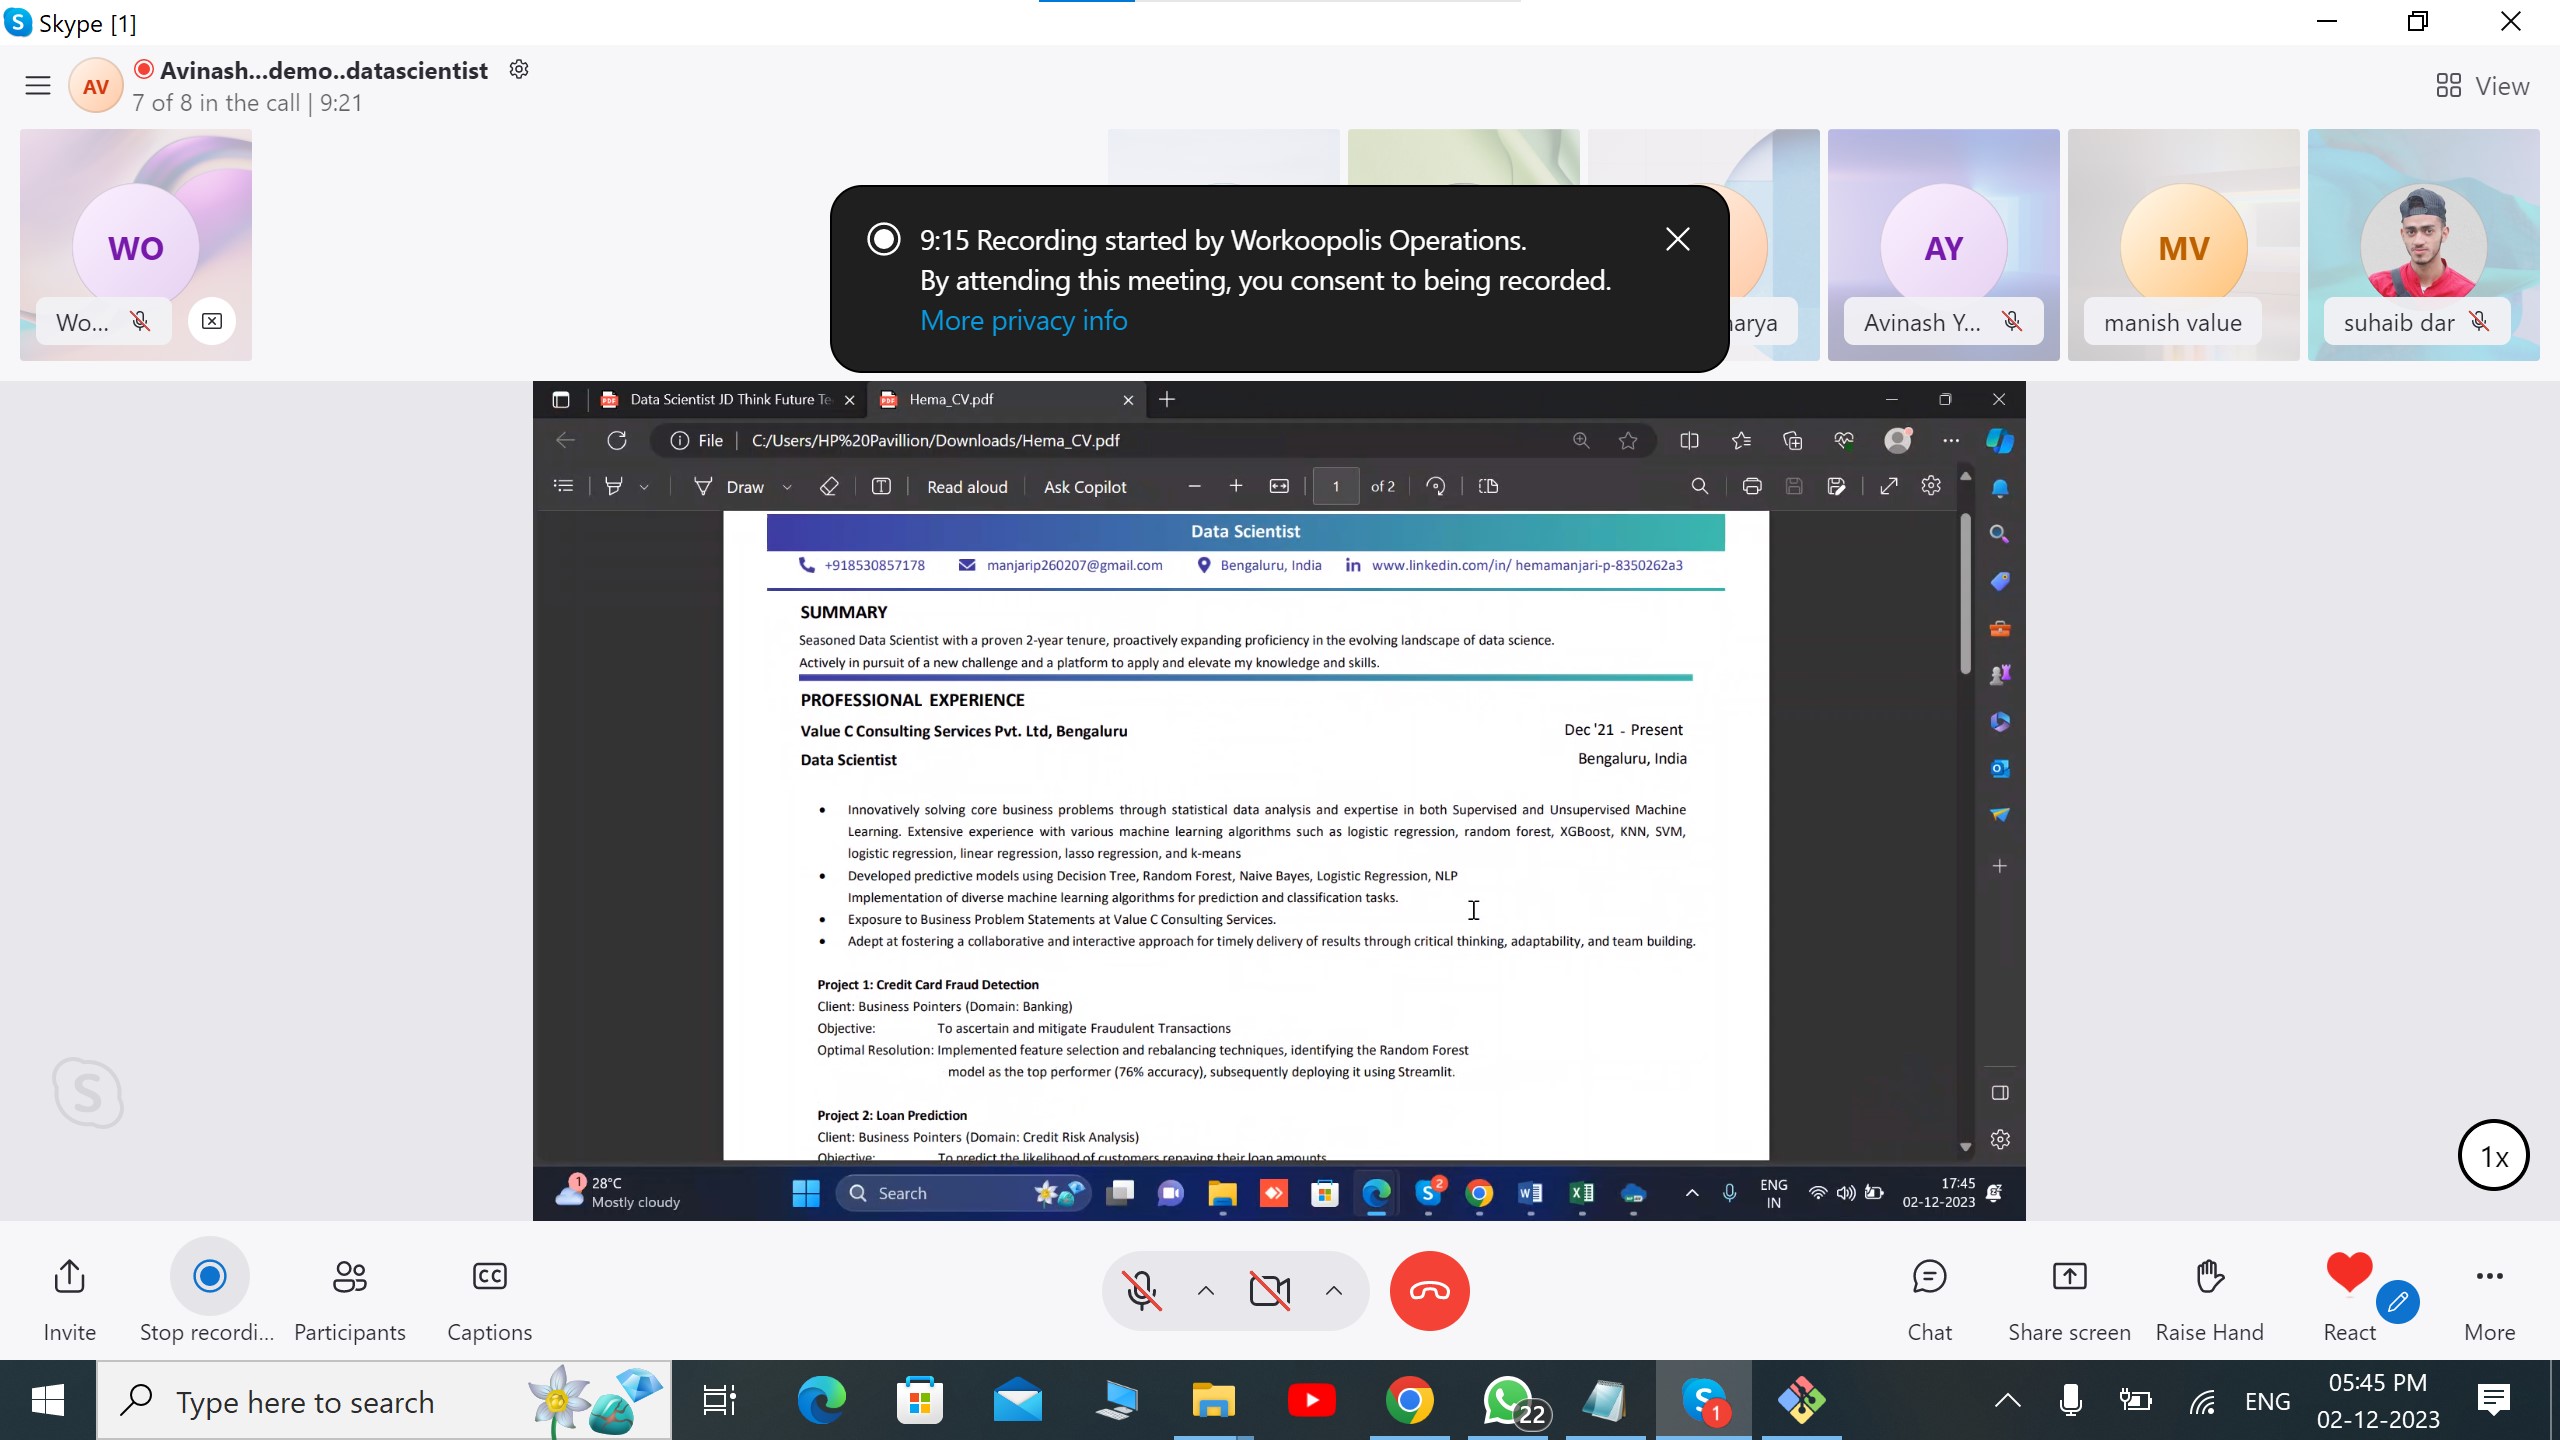 Skype [1]
Avinash...demo..datascientist
7 of 8 in the call | 9:21
AV
View
WO
Wo...
9:15 Recording started by Workoopolis Operations.
By attending this meeting, you consent to being recorded.
More privacy info
AY
Avinash Y...
MV
manish value
suhaib dar
Data Scientist JD Think Future Te
Hema_CV.pdf
File
C:/Users/HP%20Pavillion/Downloads/Hema_CV.pdf
Draw
Read aloud
Ask Copilot
1
of 2
Data Scientist
+918530857178
manjarip260207@gmail.com
Bengaluru, India
www.linkedin.com/in/ hemamanjari-p-8350262a3
SUMMARY
Seasoned Data Scientist with a proven 2-year tenure, proactively expanding proficiency in the evolving landscape of data science.
Actively in pursuit of a new challenge and a platform to apply and elevate my knowledge and skills.
PROFESSIONAL EXPERIENCE
Value C Consulting Services Pvt. Ltd, Bengaluru
Dec '21 - Present
Data Scientist
Bengaluru, India
• Innovatively solving core business problems through statistical data analysis and expertise in both Supervised and Unsupervised Machine
Learning. Extensive experience with various machine learning algorithms such as logistic regression, random forest, XGBoost, KNN, SVM,
logistic regression, linear regression, lasso regression, and k-means
• Developed predictive models using Decision Tree, Random Forest, Naive Bayes, Logistic Regression, NLP
Implementation of diverse machine learning algorithms for prediction and classification tasks.
• Exposure to Business Problem Statements at Value C Consulting Services.
• Adept at fostering a collaborative and interactive approach for timely delivery of results through critical thinking, adaptability, and team building.
Project 1: Credit Card Fraud Detection
Client: Business Pointers (Domain: Banking)
Objective: To ascertain and mitigate Fraudulent Transactions
Optimal Resolution: Implemented feature selection and rebalancing techniques, identifying the Random Forest
model as the top performer (76% accuracy), subsequently deploying it using Streamlit.
Project 2: Loan Prediction
Client: Business Pointers (Domain: Credit Risk Analysis)
Objective: To predict the likelihood of customers repaying their loan amounts
1x
1
28°C
Mostly cloudy
Search
2
ENG
IN
17:45
02-12-2023
Invite
Stop recordi...
Participants
CC
Captions
Chat
Share screen
Raise Hand
React
More
Type here to search
22
1
ENG
05:45 PM
02-12-2023